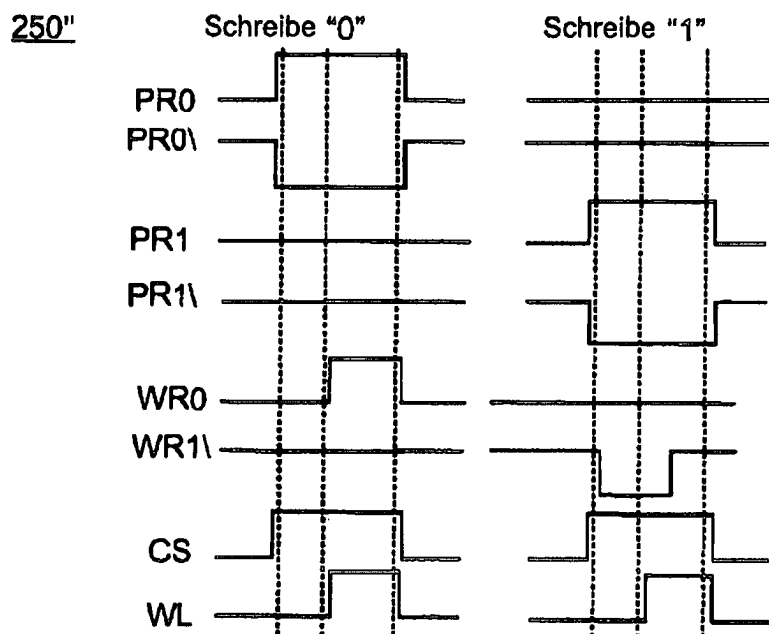 250"
Schreibe "0"
Schreibe "1"
PR0
PR0\
PR1
PR1\
WR0
WR1\
CS
WL